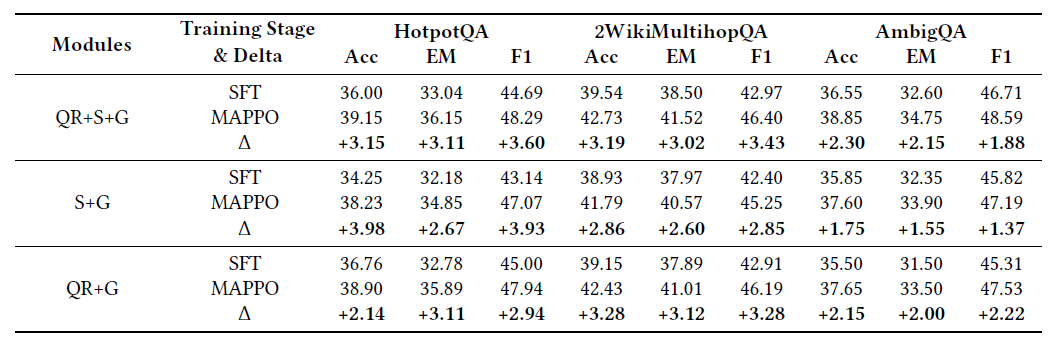 Modules Training Stage & Delta HotpotQA 2WikiMultihopQA AmbigQA
Acc EM F1 Acc EM F1 Acc EM F1
QR+S+G SFT 36.00 33.04 44.69 39.54 38.50 42.97 36.55 32.60 46.71
MAPPO 39.15 36.15 48.29 42.73 41.52 46.40 38.85 34.75 48.59
Δ +3.15 +3.11 +3.60 +3.19 +3.02 +3.43 +2.30 +2.15 +1.88
S+G SFT 34.25 32.18 43.14 38.93 37.97 42.40 35.85 32.35 45.82
MAPPO 38.23 34.85 47.07 41.79 40.57 45.25 37.60 33.90 47.19
Δ +3.98 +2.67 +3.93 +2.86 +2.60 +2.85 +1.75 +1.55 +1.37
QR+G SFT 36.76 32.78 45.00 39.15 37.89 42.91 35.50 31.50 45.31
MAPPO 38.90 35.89 47.94 42.43 41.01 46.19 37.65 33.50 47.53
Δ +2.14 +3.11 +2.94 +3.28 +3.12 +3.28 +2.15 +2.00 +2.22